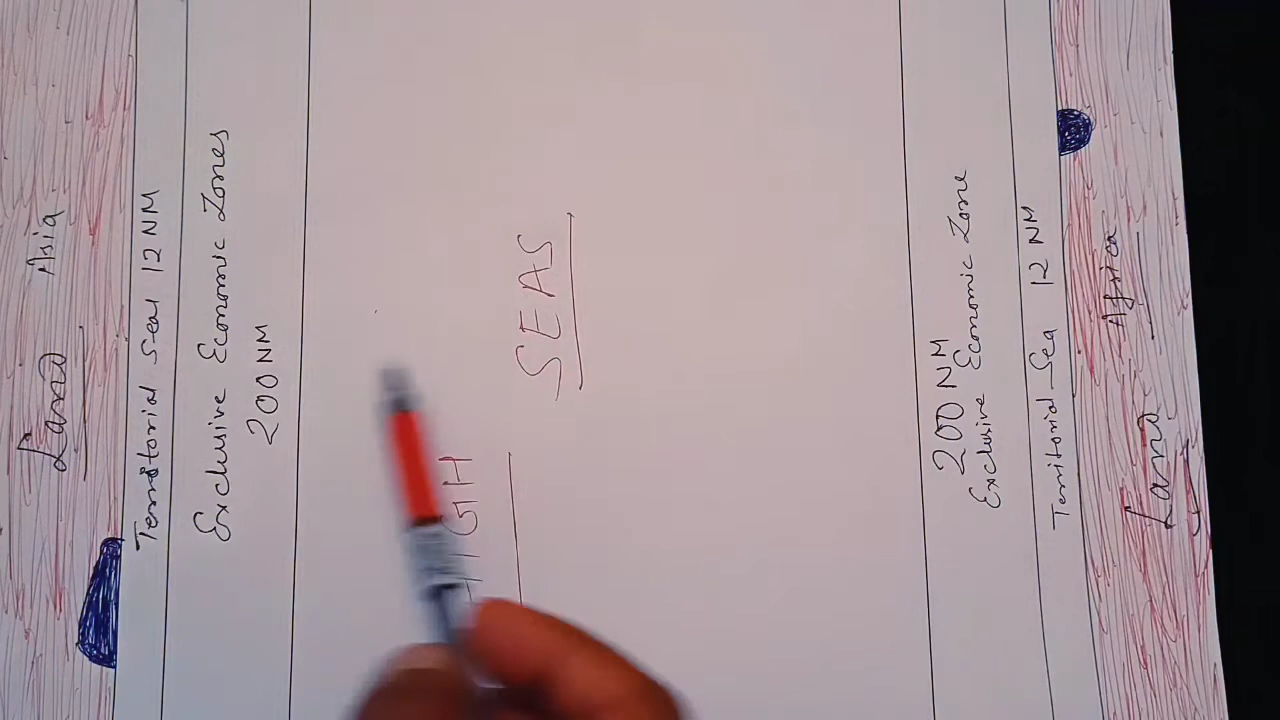 Land Asia
Territorial Sea 12 NM
Exclusive Economic Zones
200 NM
SEAS
200 NM
Exclusive Economic Zone
Territorial Sea 12 NM
Land Africa